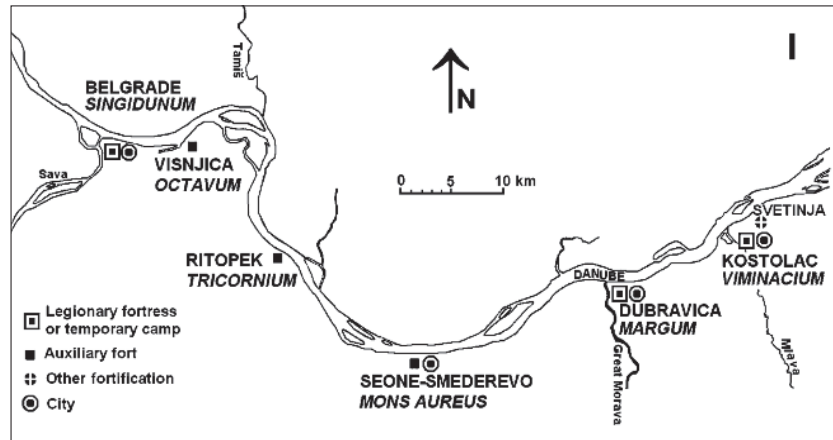 I
Tamiš
BELGRADE
SINGIDUNUM
N
VISNJICA
OCTAVUM
Sava
0 5 10 km
SVETINJA
RITOPEK
TRICORNIUM
KOSTOLAC
VIMINACIUM
DANUBE
DUBRAVICA
MARGUM
Legionary fortress
or temporary camp
Auxiliary fort
Other fortification
City
SEONE-SMEDEREVO
MONS AUREUS
Great Morava
Mlava